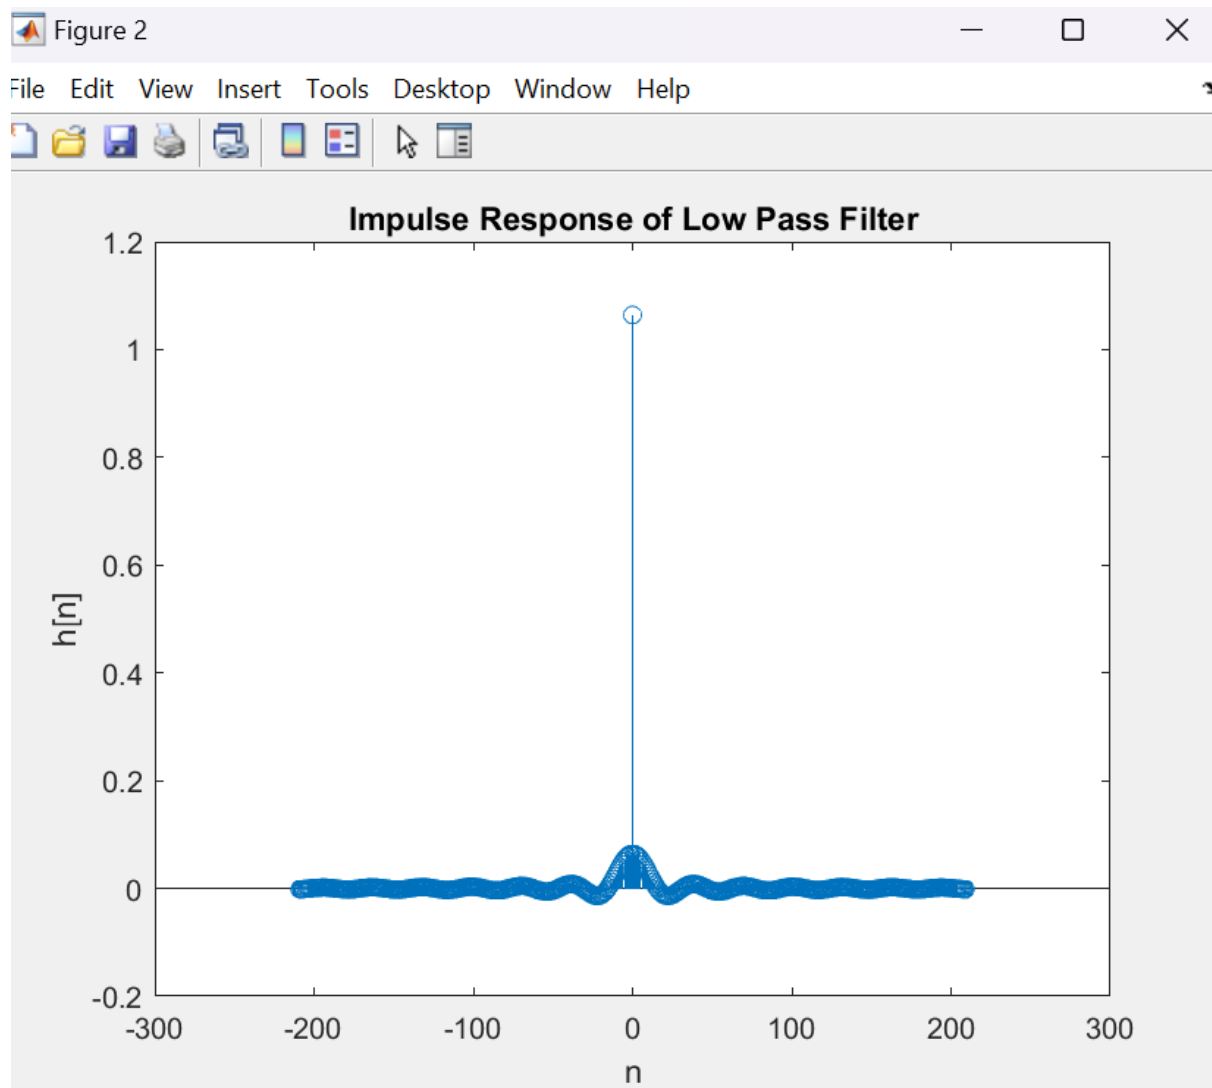 Figure 2
File Edit View Insert Tools Desktop Window Help
Impulse Response of Low Pass Filter
1.2
1
0.8
0.6
0.4
0.2
0
-0.2
h[n]
-300 -200 -100 0 100 200 300
n